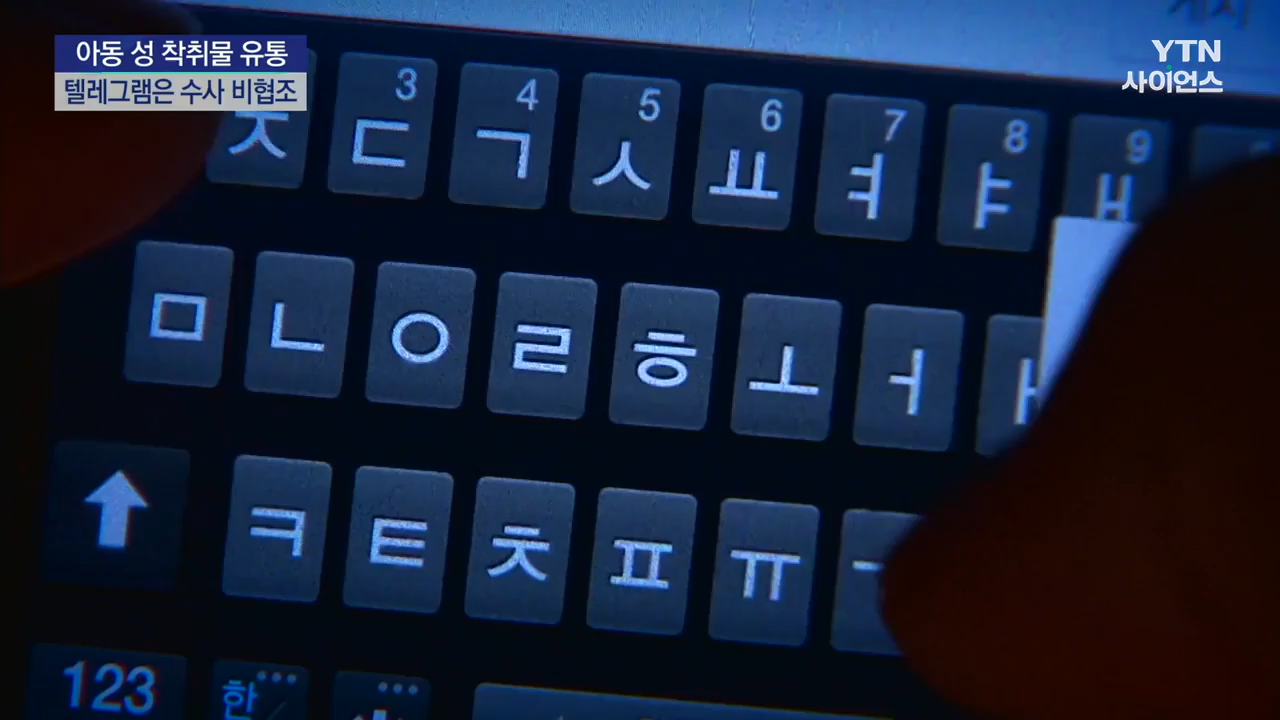 아동 성 착취물 유통
텔레그램은 수사 비협조
YTN
사이언스
3 4 5 6 7 8 9
ㅈ ㄷ ㄱ ㅅ ㅛ ㅕ ㅑ ㅐ
ㅁ ㄴ ㅇ ㄹ ㅎ ㅗ ㅓ ㅏ
ㅋ ㅌ ㅊ ㅍ ㅠ ㅡ
123 한